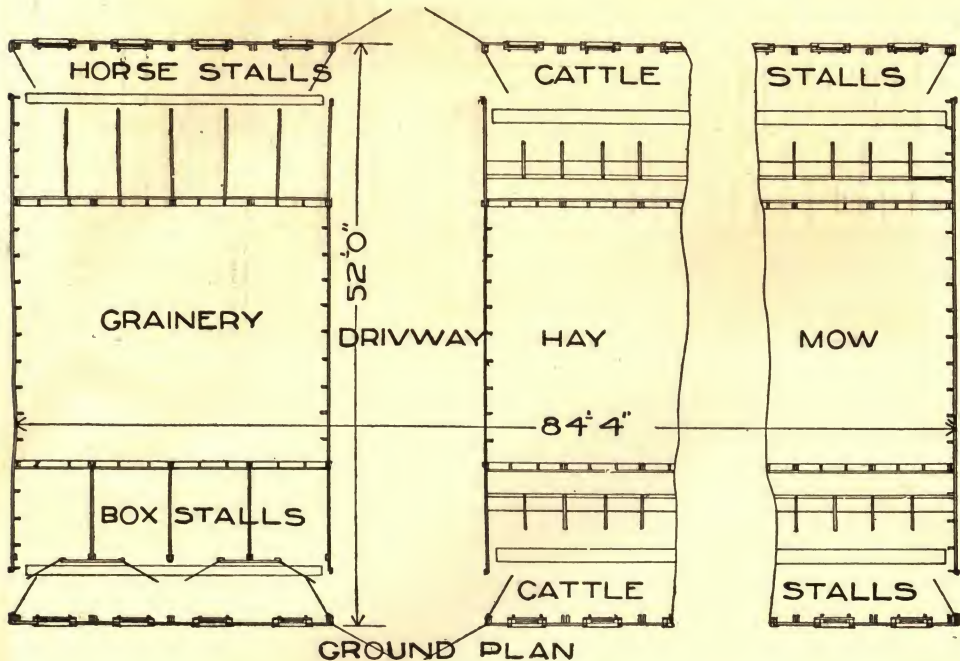 HORSE STALLS CATTLE STALLS
52'-0"
GRAINERY DRIVWAY HAY MOW
84'-4"
BOX STALLS
CATTLE STALLS
GROUND PLAN